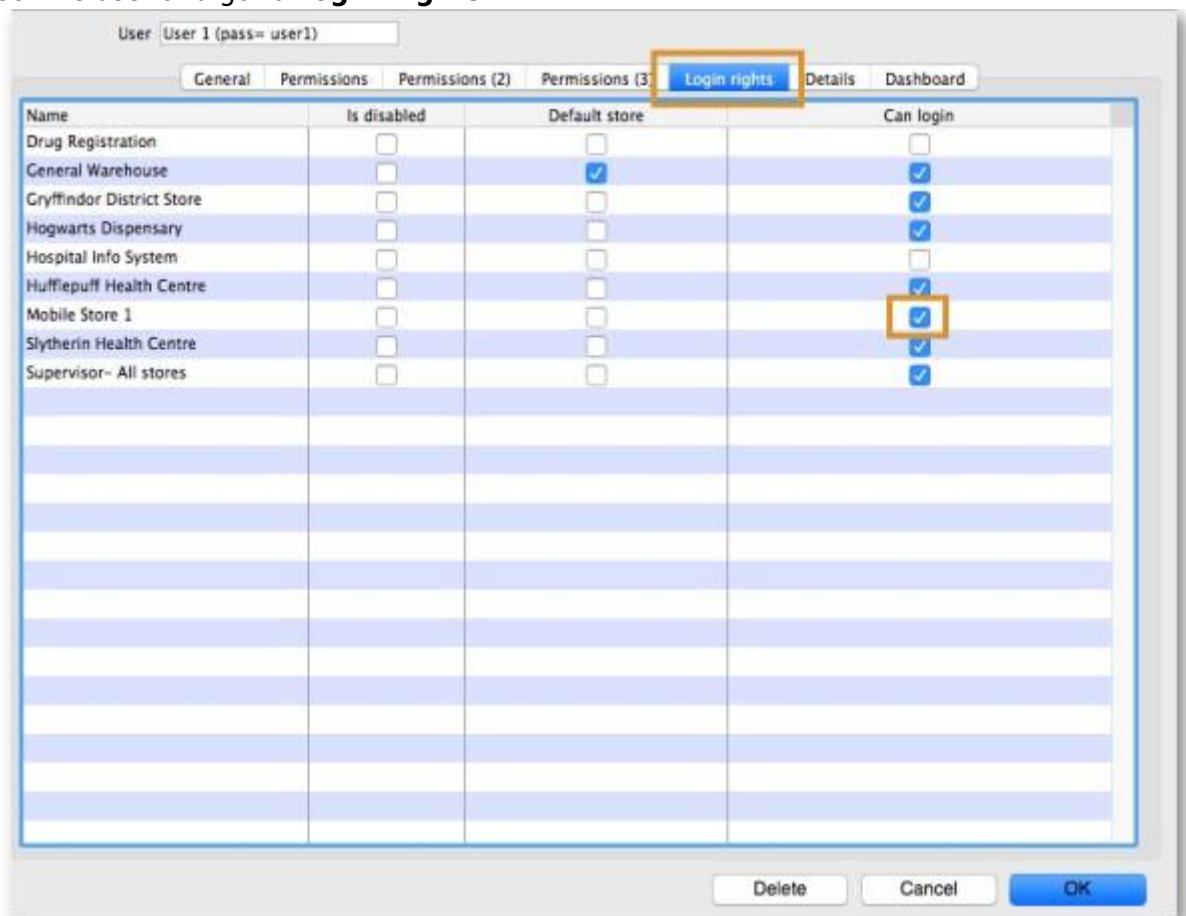 User User 1 (pass= user1)
General Permissions Permissions (2) Permissions (3) Login rights Details Dashboard
Name Is disabled Default store Can login
Drug Registration
General Warehouse
Gryffindor District Store
Hogwarts Dispensary
Hospital Info System
Hufflepuff Health Centre
Mobile Store 1
Slytherin Health Centre
Supervisor- All stores
Delete Cancel OK